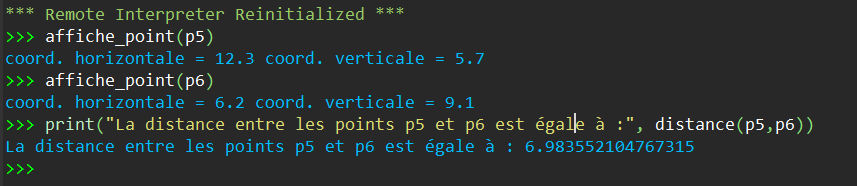 *** Remote Interpreter Reinitialized ***
>>> affiche_point(p5)
coord. horizontale = 12.3 coord. verticale = 5.7
>>> affiche_point(p6)
coord. horizontale = 6.2 coord. verticale = 9.1
>>> print("La distance entre les points p5 et p6 est égale à :", distance(p5,p6))
La distance entre les points p5 et p6 est égale à : 6.983552104767315
>>>